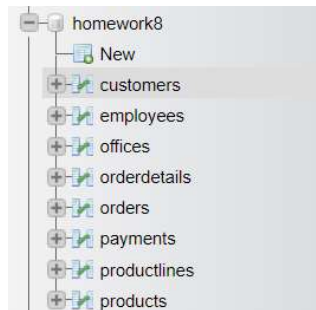 homework8
New
customers
employees
offices
orderdetails
orders
payments
productlines
products